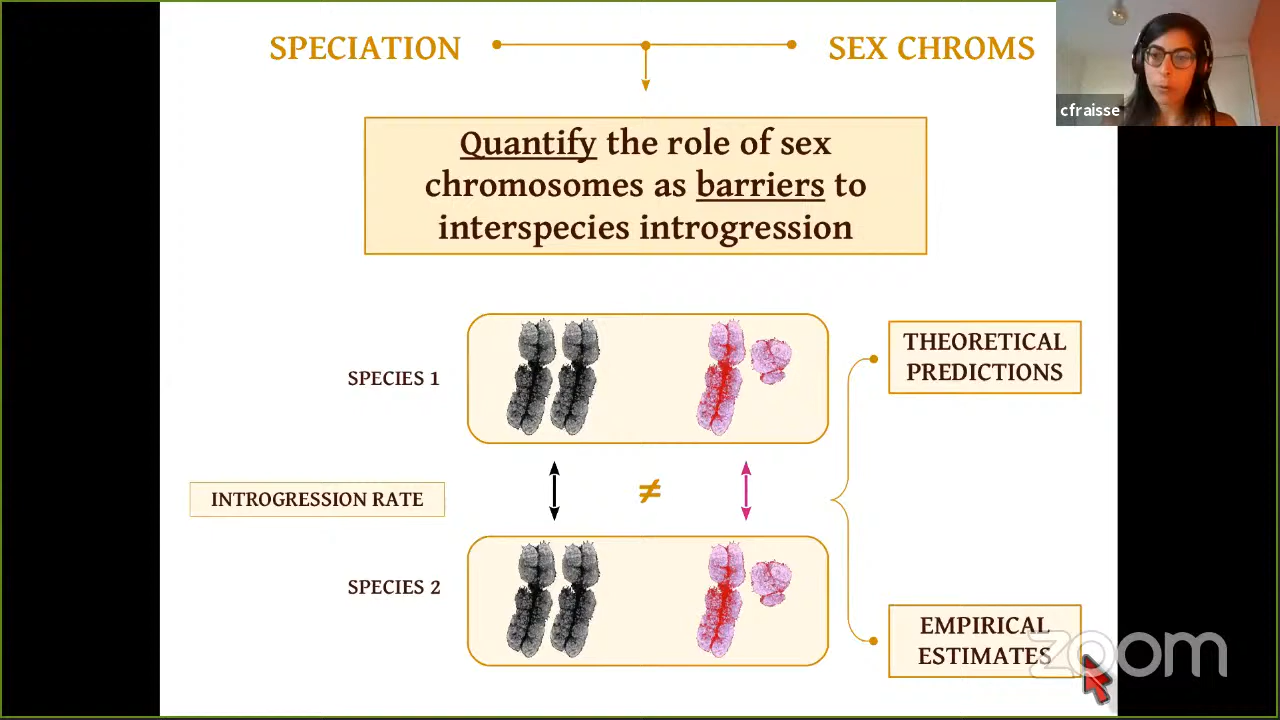 SPECIATION
SEX CHROMS
cfraisse
Quantify the role of sex
chromosomes as barriers to
interspecies introgression
SPECIES 1
THEORETICAL
PREDICTIONS
INTROGRESSION RATE
≠
SPECIES 2
EMPIRICAL
ESTIMATES
zoom